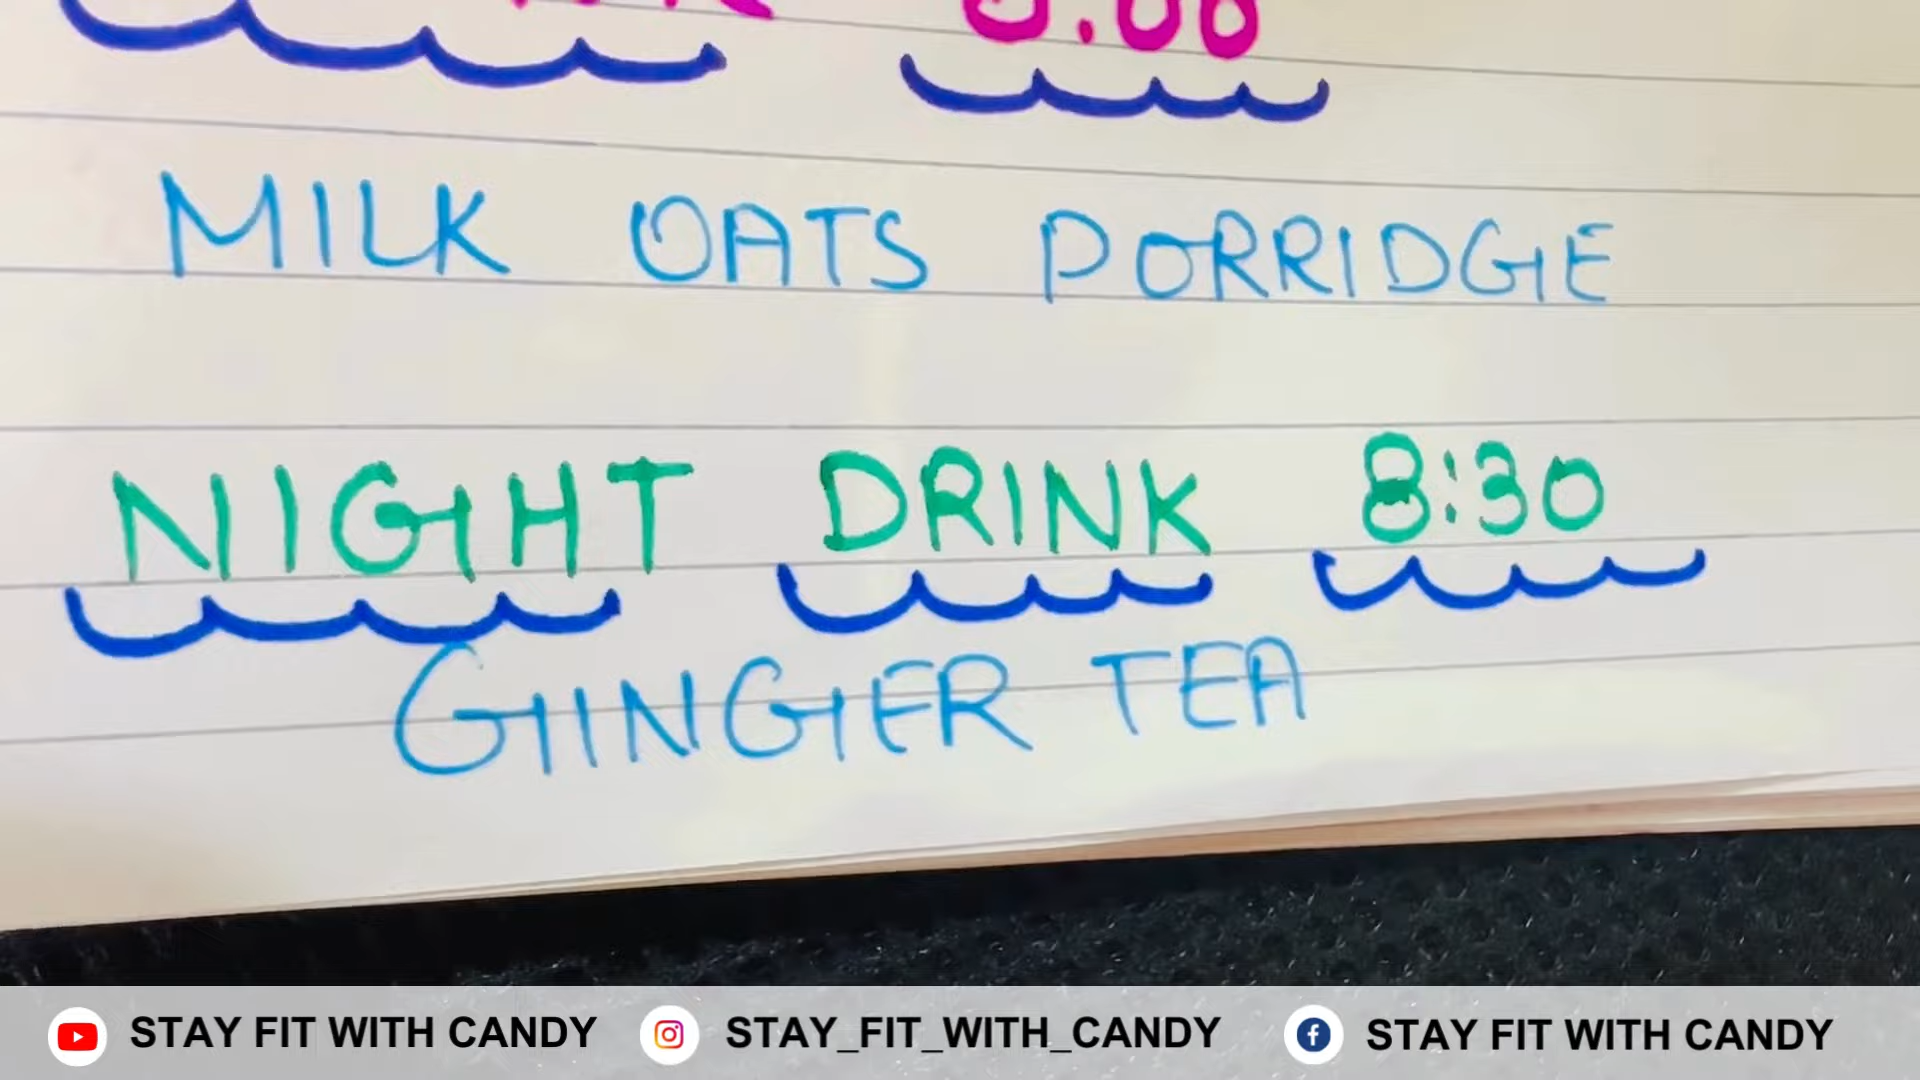 MILK OATS PORRIDGE
NIGHT DRINK 8:30
GINGER TEA
STAY FIT WITH CANDY STAY_FIT_WITH_CANDY STAY FIT WITH CANDY